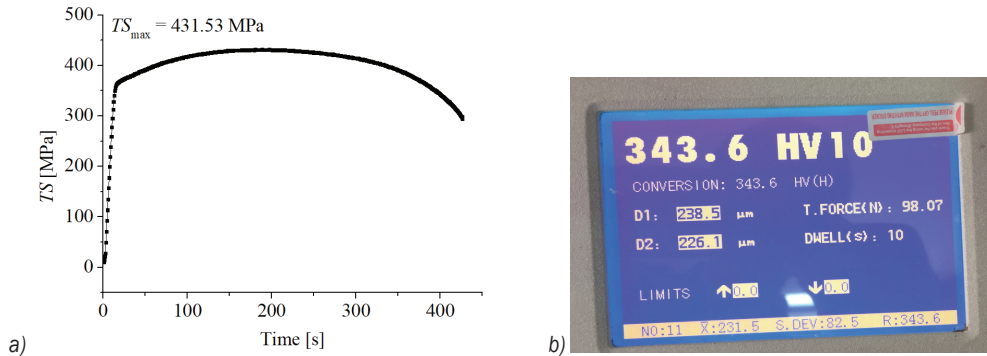 TSmax = 431.53 MPa
500
400
300
200
100
0
TS [MPa]
0 100 200 300 400
Time [s]
a)
343.6 HV10
CONVERSION: 343.6 HV(H)
D1: 238.5 μm T.FORCE(N): 98.07
D2: 226.1 μm DWELL(s): 10
LIMITS ↑0.0 ↓0.0
NO:11 X̄:231.5 S.DEV:82.5 R:343.6
b)